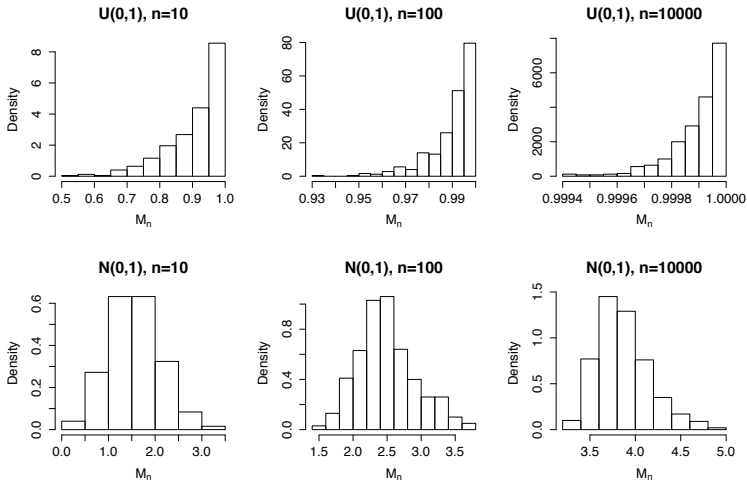 U(0,1), n=10
Density
0 2 4 6 8
0.5 0.6 0.7 0.8 0.9 1.0
Mn
U(0,1), n=100
Density
0 20 40 60 80
0.93 0.95 0.97 0.99
Mn
U(0,1), n=10000
Density
0 2000 6000
0.9994 0.9996 0.9998 1.0000
Mn
N(0,1), n=10
Density
0.0 0.2 0.4 0.6
0.0 1.0 2.0 3.0
Mn
N(0,1), n=100
Density
0.0 0.4 0.8
1.5 2.0 2.5 3.0 3.5
Mn
N(0,1), n=10000
Density
0.0 0.5 1.0 1.5
3.5 4.0 4.5 5.0
Mn